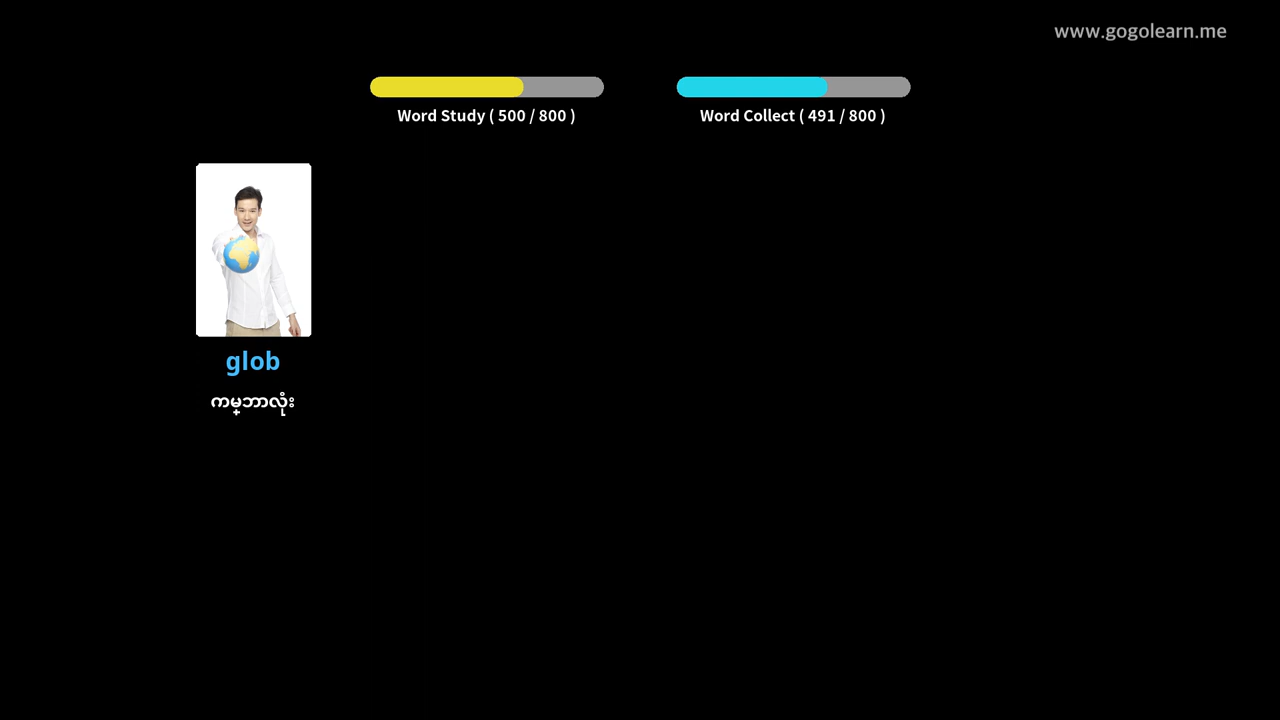 www.gogolearn.me
Word Study ( 500 / 800 )
Word Collect ( 491 / 800 )
glob
ကမ္ဘာလုံး